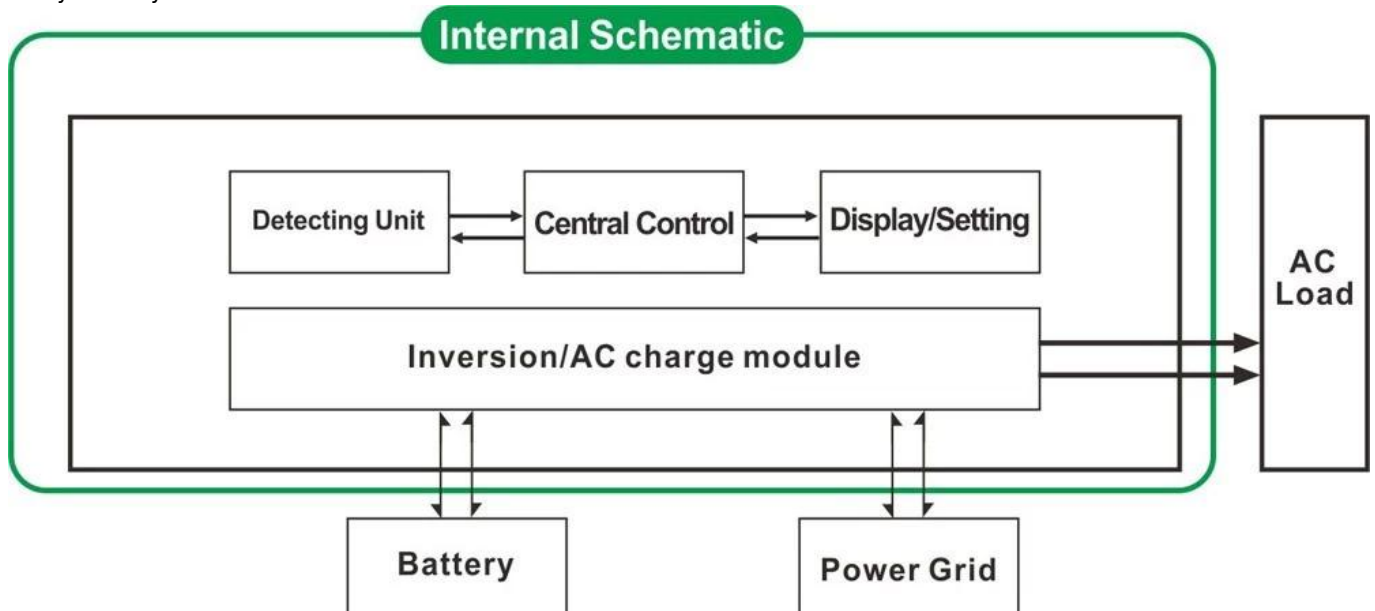 Internal Schematic
Detecting Unit
Central Control
Display/Setting
AC
Load
Inversion/AC charge module
Battery
Power Grid